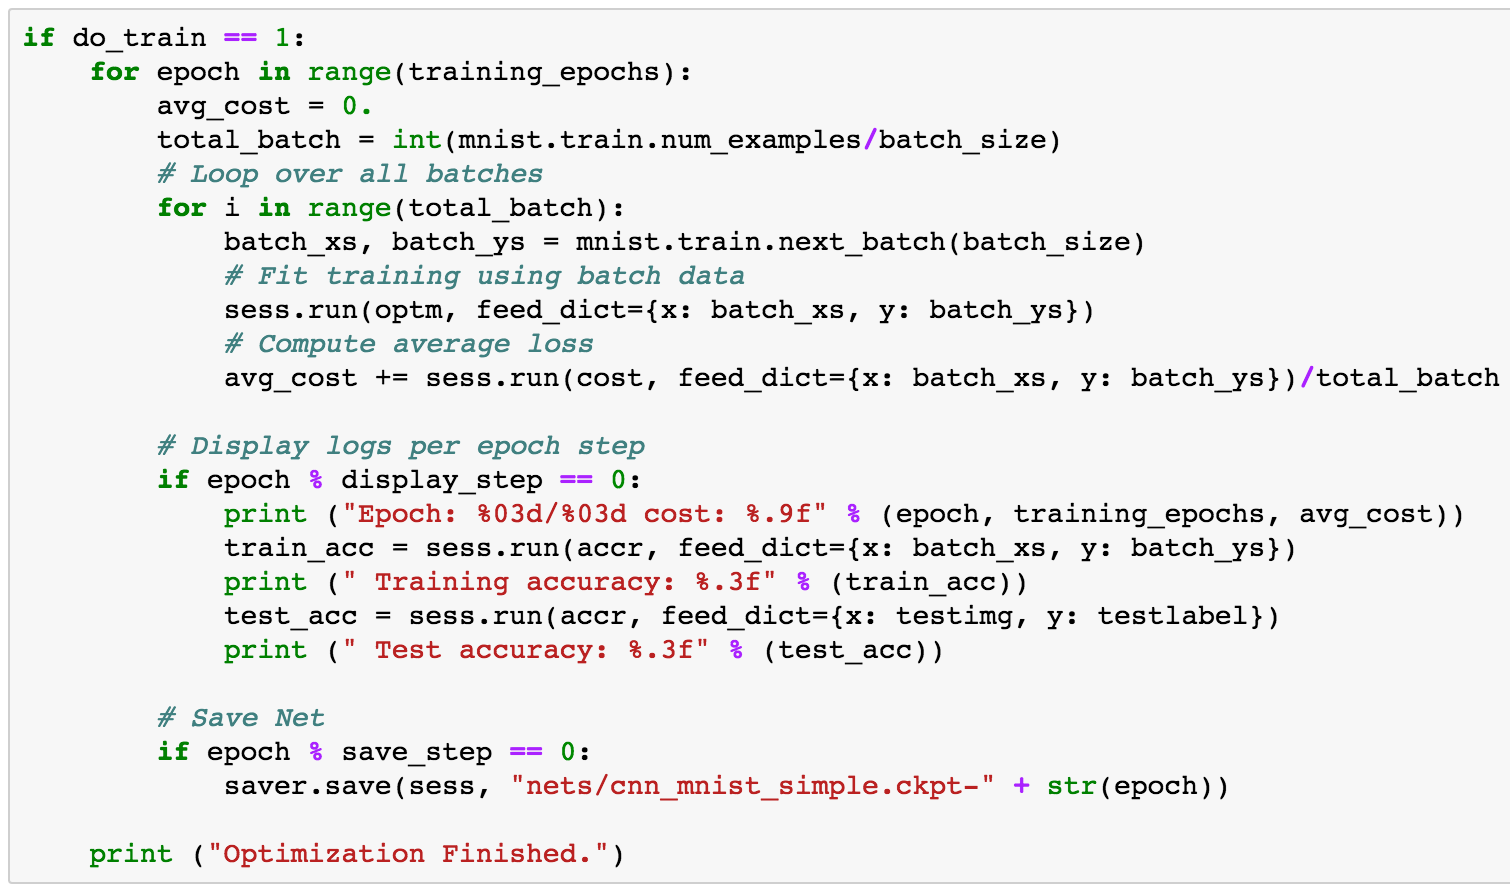 if do_train == 1:
    for epoch in range(training_epochs):
        avg_cost = 0.
        total_batch = int(mnist.train.num_examples/batch_size)
        # Loop over all batches
        for i in range(total_batch):
            batch_xs, batch_ys = mnist.train.next_batch(batch_size)
            # Fit training using batch data
            sess.run(optm, feed_dict={x: batch_xs, y: batch_ys})
            # Compute average loss
            avg_cost += sess.run(cost, feed_dict={x: batch_xs, y: batch_ys})/total_batch

        # Display logs per epoch step
        if epoch % display_step == 0:
            print ("Epoch: %03d/%03d cost: %.9f" % (epoch, training_epochs, avg_cost))
            train_acc = sess.run(accr, feed_dict={x: batch_xs, y: batch_ys})
            print (" Training accuracy: %.3f" % (train_acc))
            test_acc = sess.run(accr, feed_dict={x: testimg, y: testlabel})
            print (" Test accuracy: %.3f" % (test_acc))

        # Save Net
        if epoch % save_step == 0:
            saver.save(sess, "nets/cnn_mnist_simple.ckpt-" + str(epoch))

    print ("Optimization Finished.")